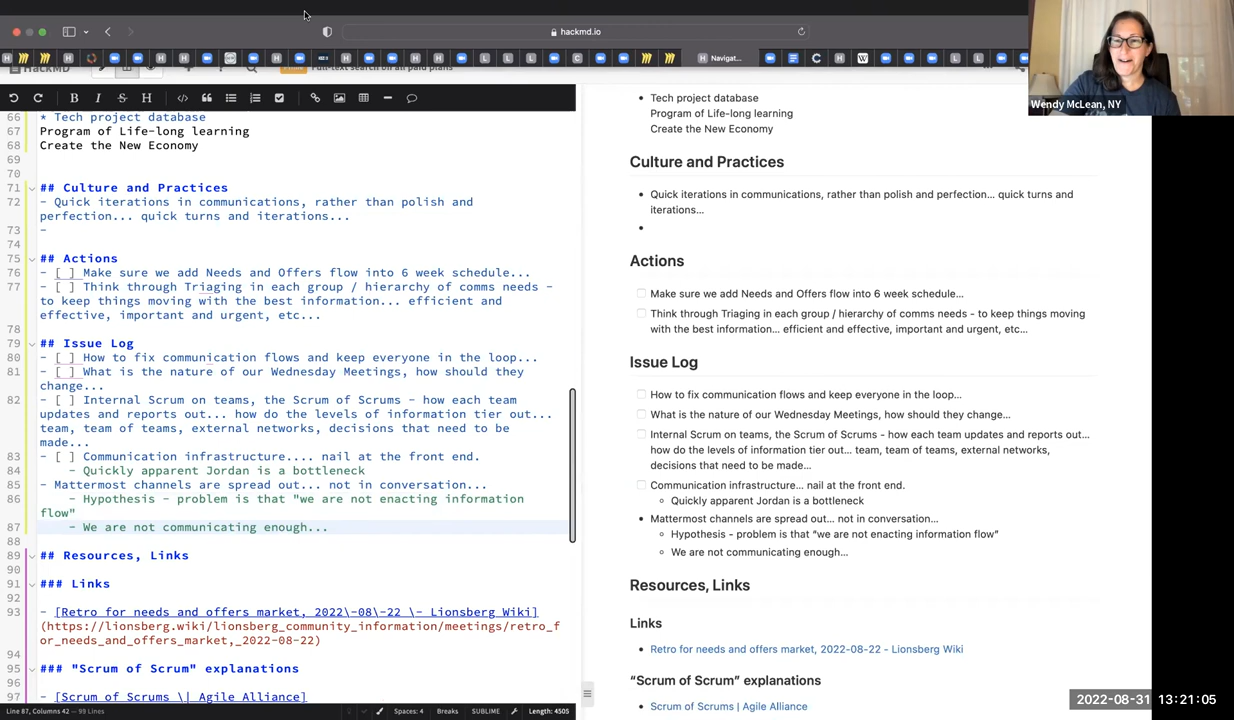 hackmd.io
Navigat...
HackMD
Full-text search on all paid plans
Wendy McLean, NY
66 * Tech project database
67 Program of Life-long learning
68 Create the New Economy
69
70
71 ## Culture and Practices
72 - Quick iterations in communications, rather than polish and
perfection... quick turns and iterations...
73 -
74
75 ## Actions
76 - [ ] Make sure we add Needs and Offers flow into 6 week schedule...
77 - [ ] Think through Triaging in each group / hierarchy of comms needs -
to keep things moving with the best information... efficient and
effective, important and urgent, etc...
78
79 ## Issue Log
80 - [ ] How to fix communication flows and keep everyone in the loop...
81 - [ ] What is the nature of our Wednesday Meetings, how should they
change...
82 - [ ] Internal Scrum on teams, the Scrum of Scrums - how each team
updates and reports out... how do the levels of information tier out...
team, team of teams, external networks, decisions that need to be
made...
83 - [ ] Communication infrastructure.... nail at the front end.
84 - Quickly apparent Jordan is a bottleneck
85 - Mattermost channels are spread out... not in conversation...
86 - Hypothesis - problem is that "we are not enacting information
flow"
87 - We are not communicating enough...
88
89 ## Resources, Links
90
91 ### Links
92
93 - [Retro for needs and offers market, 2022\-08\-22 \- Lionsberg Wiki]
(https://lionsberg.wiki/lionsberg_community_information/meetings/retro_f
or_needs_and_offers_market,_2022-08-22)
94
95 ### "Scrum of Scrum" explanations
96
97 - [Scrum of Scrums \| Agile Alliance]
Line 87, Columns 42 — 99 Lines
Spaces: 4
Breaks
SUBLIME
Length: 4505
• Tech project database
Program of Life-long learning
Create the New Economy
Culture and Practices
• Quick iterations in communications, rather than polish and perfection... quick turns and
iterations...
•
Actions
Make sure we add Needs and Offers flow into 6 week schedule...
Think through Triaging in each group / hierarchy of comms needs - to keep things moving
with the best information... efficient and effective, important and urgent, etc...
Issue Log
How to fix communication flows and keep everyone in the loop...
What is the nature of our Wednesday Meetings, how should they change...
Internal Scrum on teams, the Scrum of Scrums - how each team updates and reports out...
how do the levels of information tier out... team, team of teams, external networks,
decisions that need to be made...
Communication infrastructure... nail at the front end.
Quickly apparent Jordan is a bottleneck
• Mattermost channels are spread out... not in conversation...
Hypothesis - problem is that “we are not enacting information flow”
We are not communicating enough...
Resources, Links
Links
• Retro for needs and offers market, 2022-08-22 - Lionsberg Wiki
“Scrum of Scrum” explanations
• Scrum of Scrums | Agile Alliance
2022-08-31 13:21:05